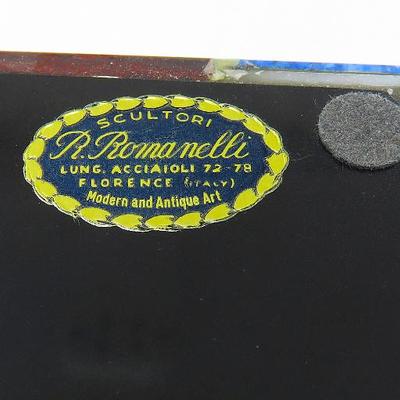 SCULTORI
R. Romanelli
LUNG. ACCIAIOLI 72-78
FLORENCE (ITALY)
Modern and Antique Art